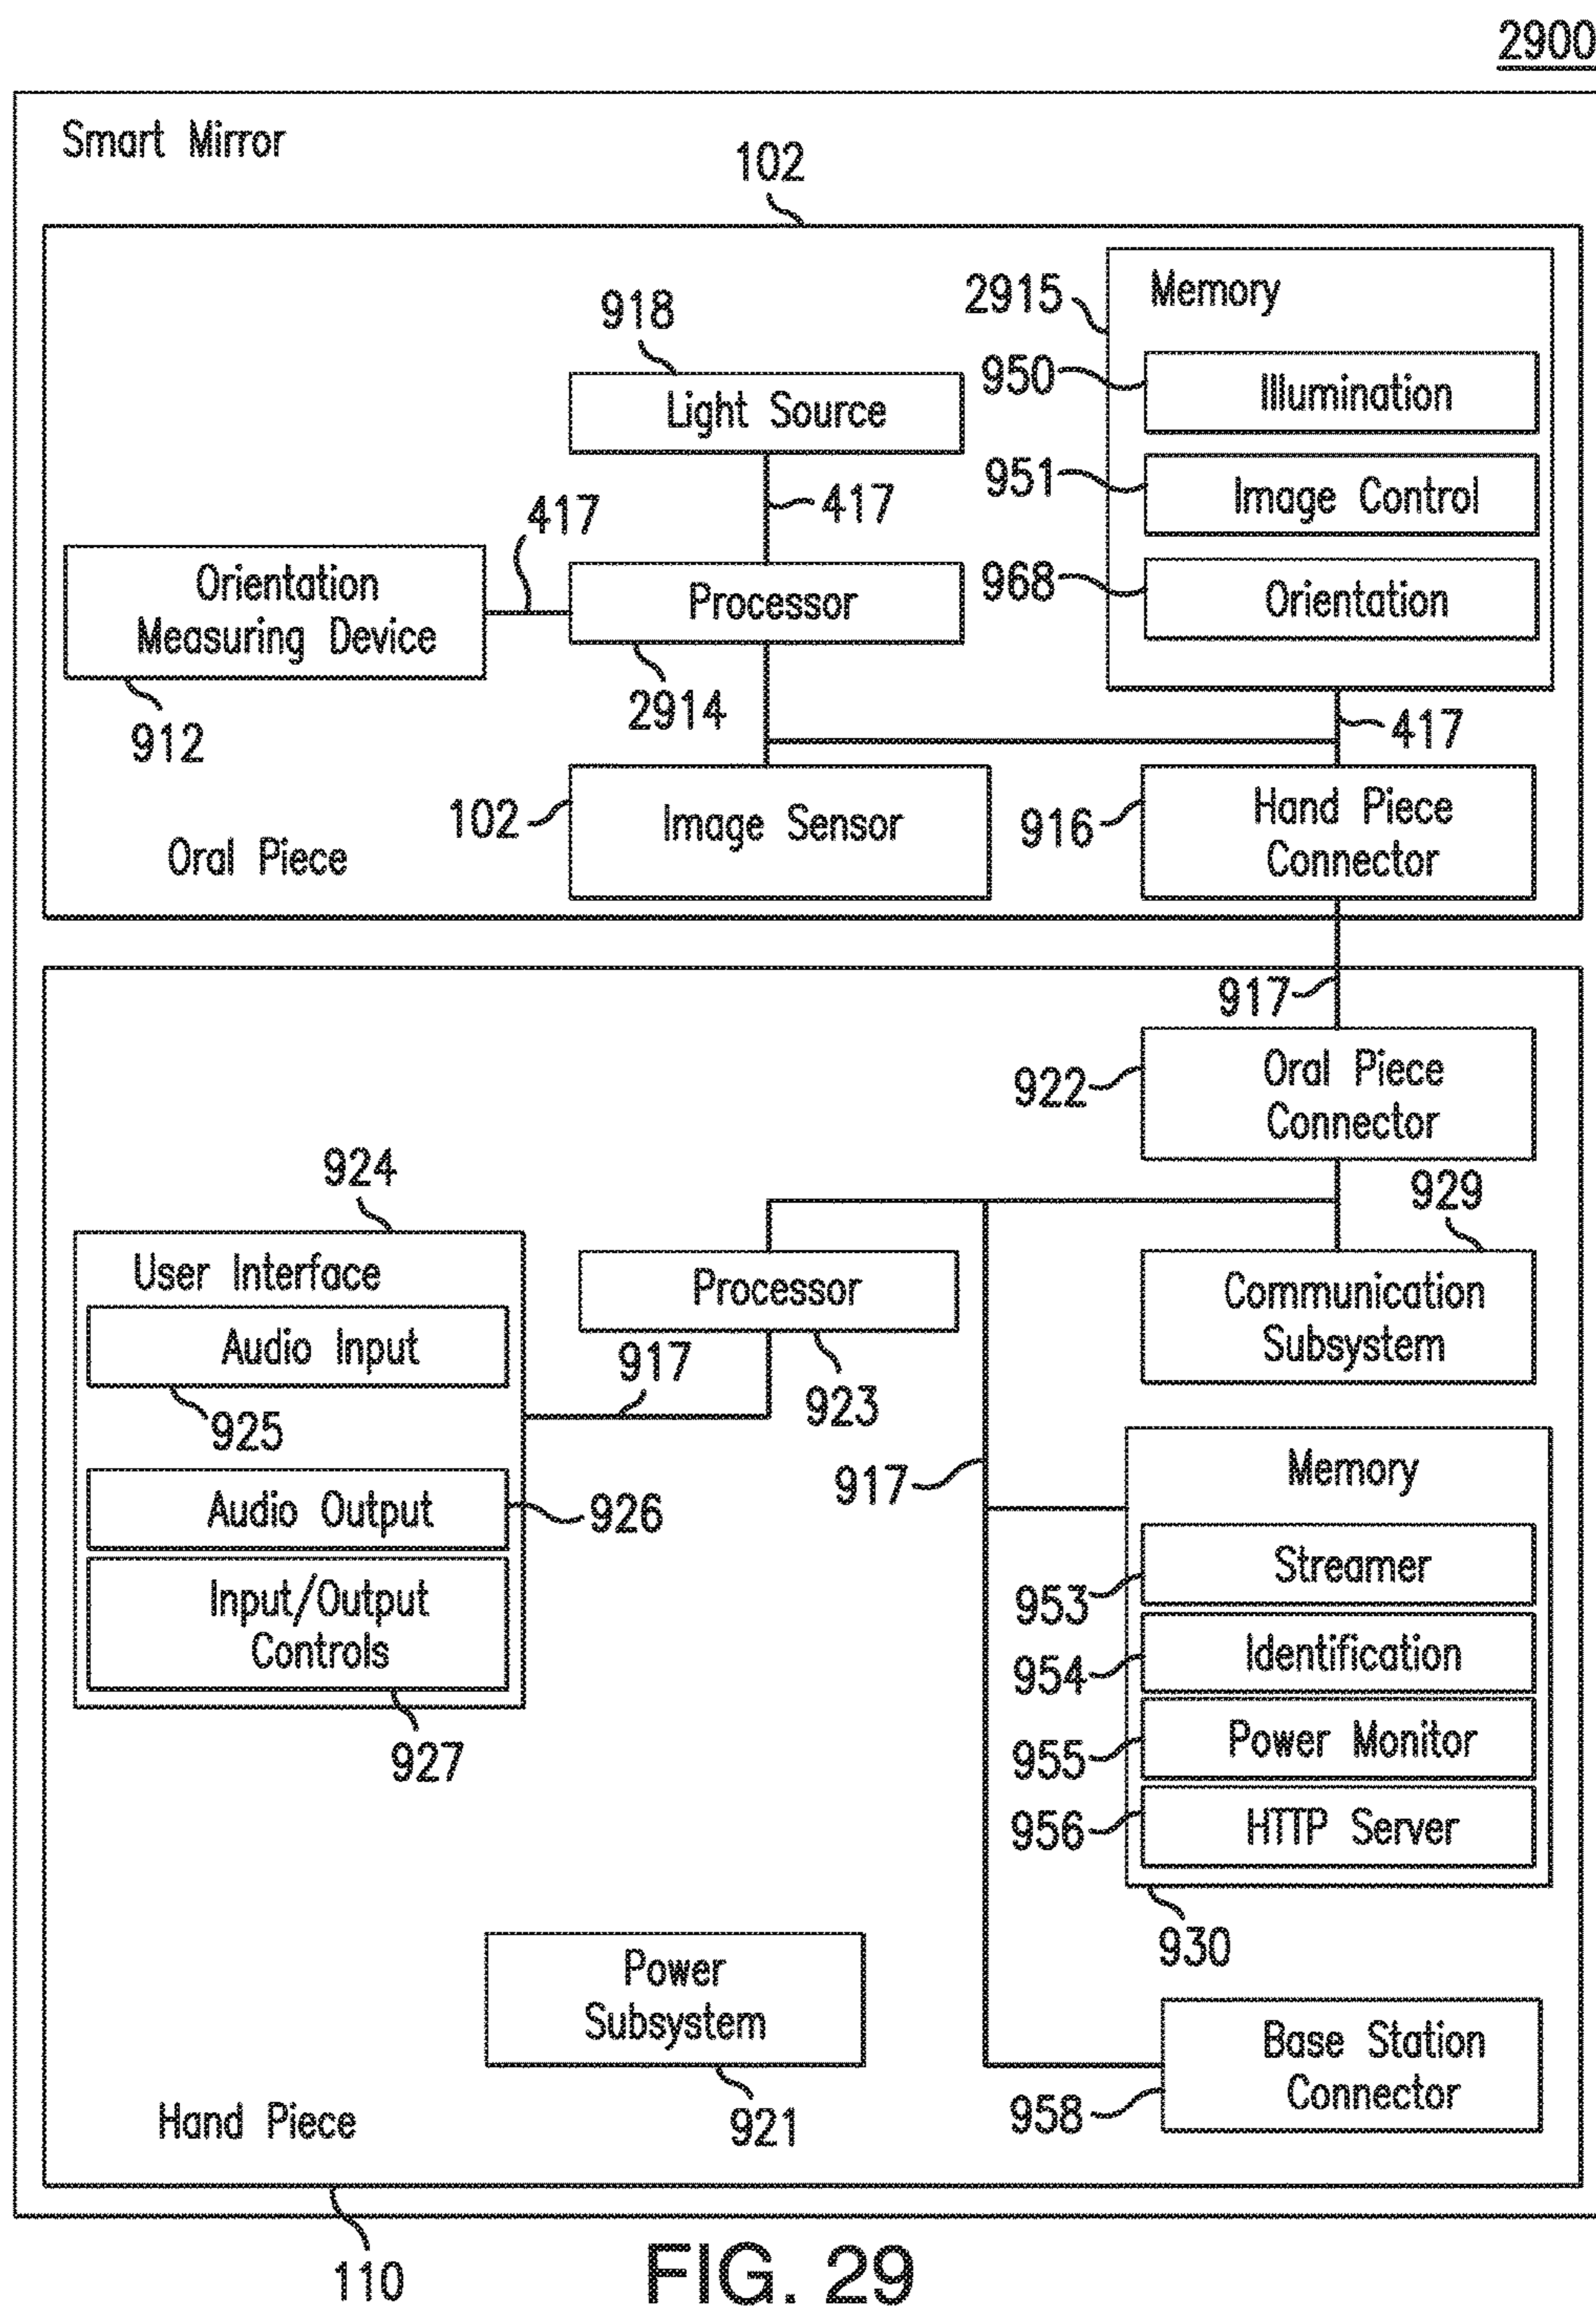 2900
Smart Mirror
102
918
Light Source
417
417
Orientation
Measuring Device
912
Processor
2914
2915
Memory
950
Illumination
951
Image Control
968
Orientation
417
102
Image Sensor
916
Hand Piece
Connector
Oral Piece
917
922
Oral Piece
Connector
929
Communication
Subsystem
924
User Interface
Audio Input
925
Audio Output
926
Input/Output
Controls
927
Processor
923
917
917
Memory
953
Streamer
954
Identification
955
Power Monitor
956
HTTP Server
930
Power
Subsystem
921
Base Station
Connector
958
Hand Piece
110
FIG. 29